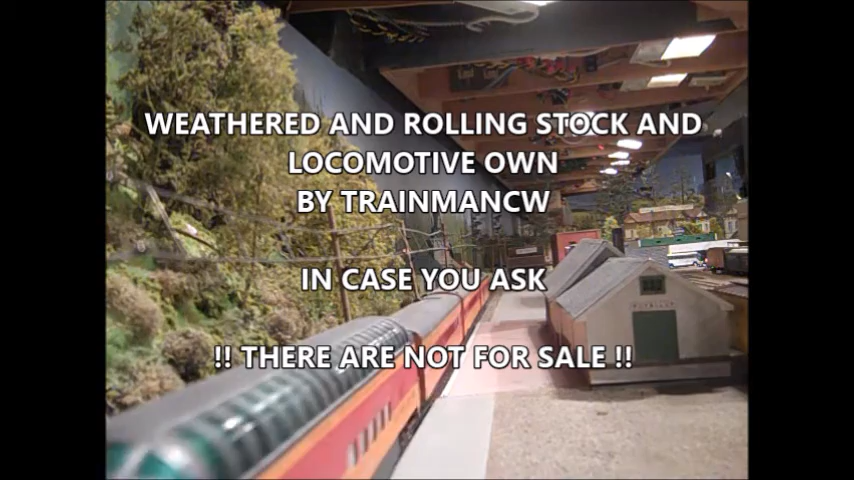 WEATHERED AND ROLLING STOCK AND
LOCOMOTIVE OWN
BY TRAINMANCW
IN CASE YOU ASK
!! THERE ARE NOT FOR SALE !!